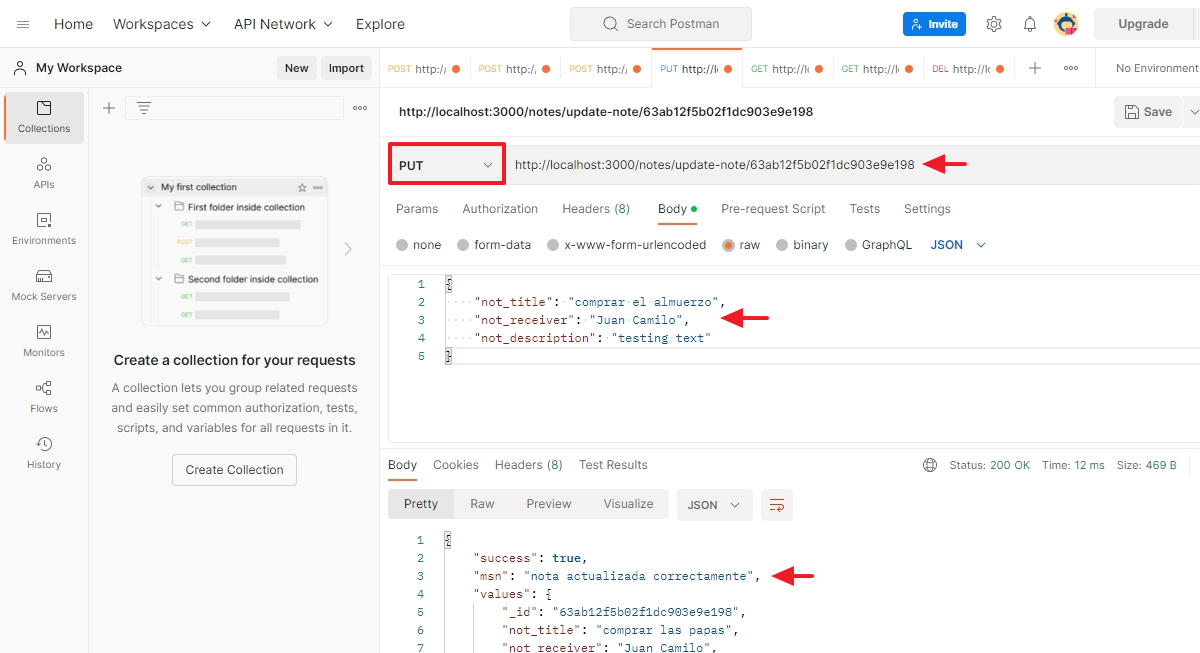 Home Workspaces API Network Explore Search Postman Invite Upgrade
My Workspace New Import
POST http:/ POST http:/ POST http:/ PUT http://l GET http://l GET http://l DEL http://l No Environment
Collections
APIs
Environments
Mock Servers
Monitors
Flows
History
My first collection
First folder inside collection
GET
POST
GET
Second folder inside collection
GET
GET
Create a collection for your requests
A collection lets you group related requests
and easily set common authorization, tests,
scripts, and variables for all requests in it.
Create Collection
http://localhost:3000/notes/update-note/63ab12f5b02f1dc903e9e198
Save
PUT http://localhost:3000/notes/update-note/63ab12f5b02f1dc903e9e198
Params Authorization Headers (8) Body Pre-request Script Tests Settings
none form-data x-www-form-urlencoded raw binary GraphQL JSON
1 {
2 "not_title": "comprar el almuerzo",
3 "not_receiver": "Juan Camilo",
4 "not_description": "testing text"
5 }
Body Cookies Headers (8) Test Results Status: 200 OK Time: 12 ms Size: 469 B
Pretty Raw Preview Visualize JSON
1 {
2 "success": true,
3 "msn": "nota actualizada correctamente",
4 "values": {
5 "_id": "63ab12f5b02f1dc903e9e198",
6 "not_title": "comprar las papas",
7 "not_receiver": "Juan Camilo",